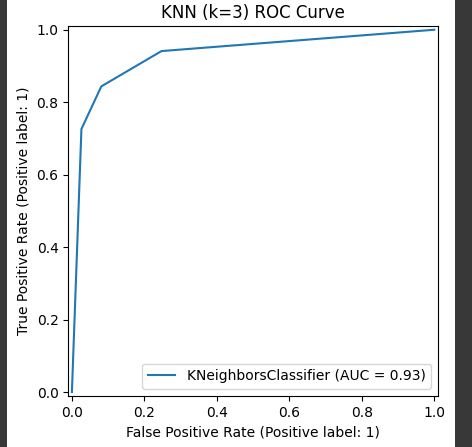 KNN (k=3) ROC Curve
1.0
0.8
0.6
0.4
0.2
0.0
True Positive Rate (Positive label: 1)
KNeighborsClassifier (AUC = 0.93)
0.0 0.2 0.4 0.6 0.8 1.0
False Positive Rate (Positive label: 1)